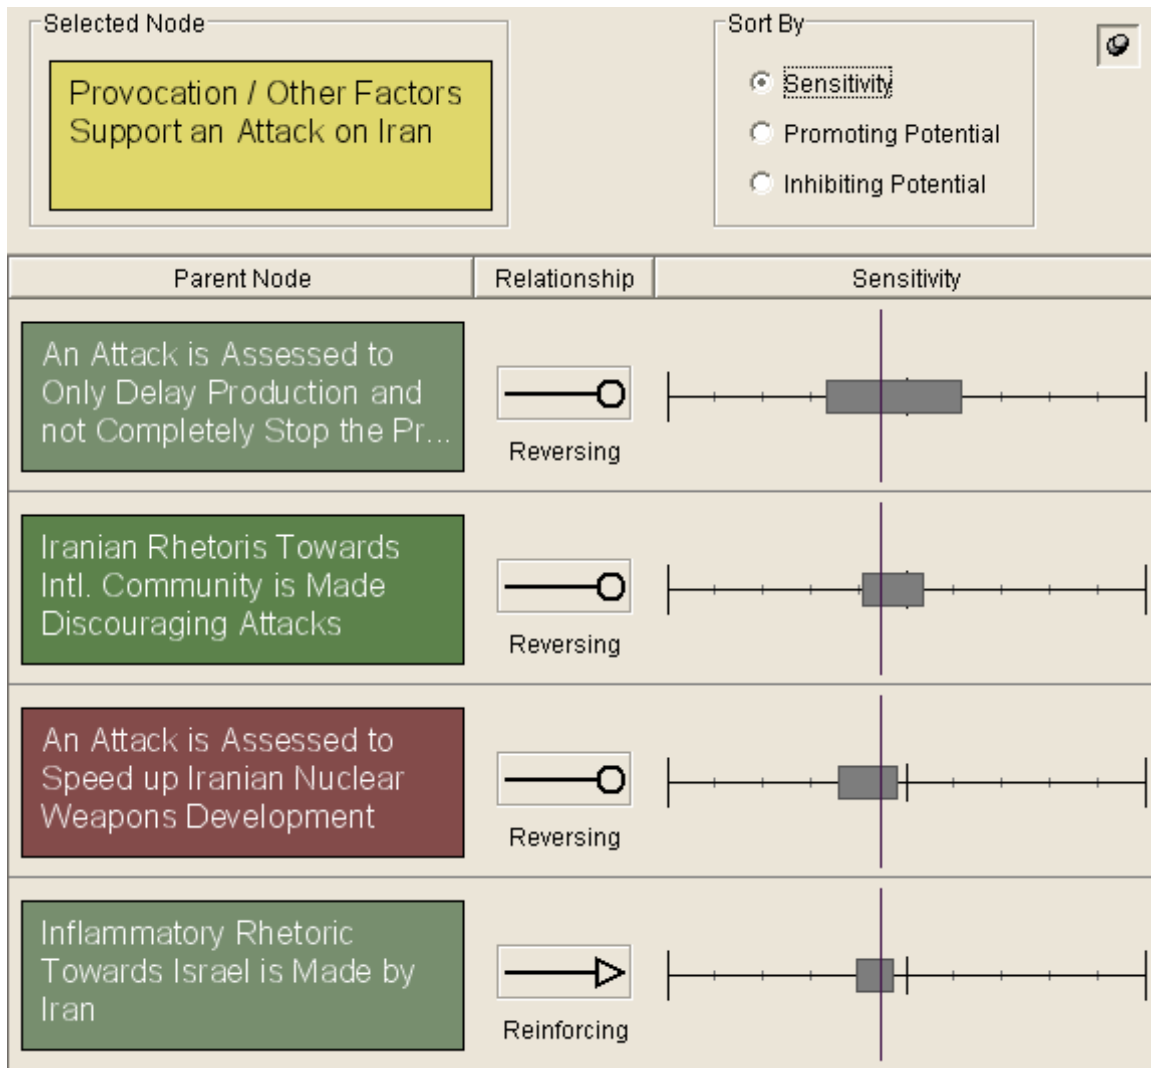 Selected Node
Provocation / Other Factors
Support an Attack on Iran
Sort By
Sensitivity
Promoting Potential
Inhibiting Potential
Parent Node
Relationship
Sensitivity
An Attack is Assessed to
Only Delay Production and
not Completely Stop the Pr...
Reversing
Iranian Rhetoris Towards
Intl. Community is Made
Discouraging Attacks
Reversing
An Attack is Assessed to
Speed up Iranian Nuclear
Weapons Development
Reversing
Inflammatory Rhetoric
Towards Israel is Made by
Iran
Reinforcing